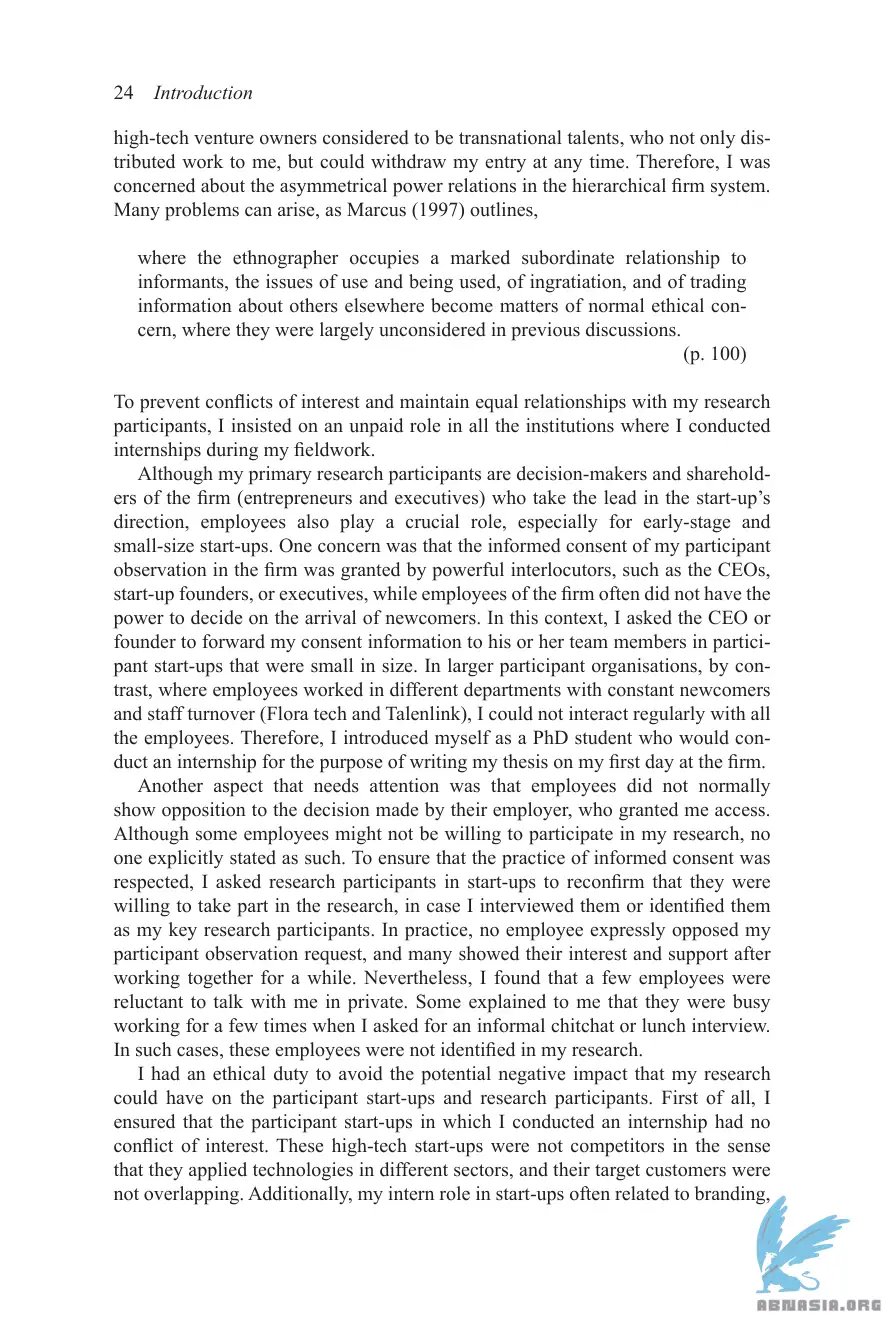 24 Introduction
high-tech venture owners considered to be transnational talents, who not only dis-
tributed work to me, but could withdraw my entry at any time. Therefore, I was
concerned about the asymmetrical power relations in the hierarchical firm system.
Many problems can arise, as Marcus (1997) outlines,
where the ethnographer occupies a marked subordinate relationship to
informants, the issues of use and being used, of ingratiation, and of trading
information about others elsewhere become matters of normal ethical con-
cern, where they were largely unconsidered in previous discussions.
(p. 100)
To prevent conflicts of interest and maintain equal relationships with my research
participants, I insisted on an unpaid role in all the institutions where I conducted
internships during my fieldwork.
Although my primary research participants are decision-makers and sharehold-
ers of the firm (entrepreneurs and executives) who take the lead in the start-up’s
direction, employees also play a crucial role, especially for early-stage and
small-size start-ups. One concern was that the informed consent of my participant
observation in the firm was granted by powerful interlocutors, such as the CEOs,
start-up founders, or executives, while employees of the firm often did not have the
power to decide on the arrival of newcomers. In this context, I asked the CEO or
founder to forward my consent information to his or her team members in partici-
pant start-ups that were small in size. In larger participant organisations, by con-
trast, where employees worked in different departments with constant newcomers
and staff turnover (Flora tech and Talenlink), I could not interact regularly with all
the employees. Therefore, I introduced myself as a PhD student who would con-
duct an internship for the purpose of writing my thesis on my first day at the firm.
Another aspect that needs attention was that employees did not normally
show opposition to the decision made by their employer, who granted me access.
Although some employees might not be willing to participate in my research, no
one explicitly stated as such. To ensure that the practice of informed consent was
respected, I asked research participants in start-ups to reconfirm that they were
willing to take part in the research, in case I interviewed them or identified them
as my key research participants. In practice, no employee expressly opposed my
participant observation request, and many showed their interest and support after
working together for a while. Nevertheless, I found that a few employees were
reluctant to talk with me in private. Some explained to me that they were busy
working for a few times when I asked for an informal chitchat or lunch interview.
In such cases, these employees were not identified in my research.
I had an ethical duty to avoid the potential negative impact that my research
could have on the participant start-ups and research participants. First of all, I
ensured that the participant start-ups in which I conducted an internship had no
conflict of interest. These high-tech start-ups were not competitors in the sense
that they applied technologies in different sectors, and their target customers were
not overlapping. Additionally, my intern role in start-ups often related to branding,
ABNASIA.ORG